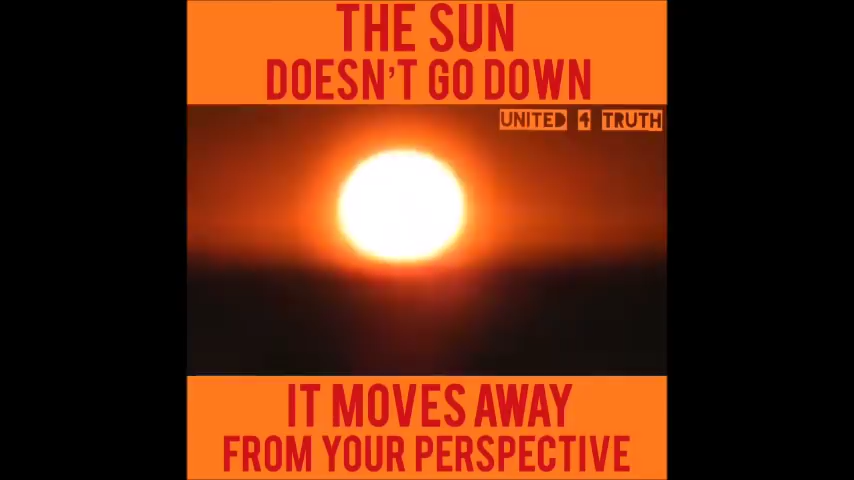 THE SUN
DOESN'T GO DOWN
UNITED 4 TRUTH
IT MOVES AWAY
FROM YOUR PERSPECTIVE